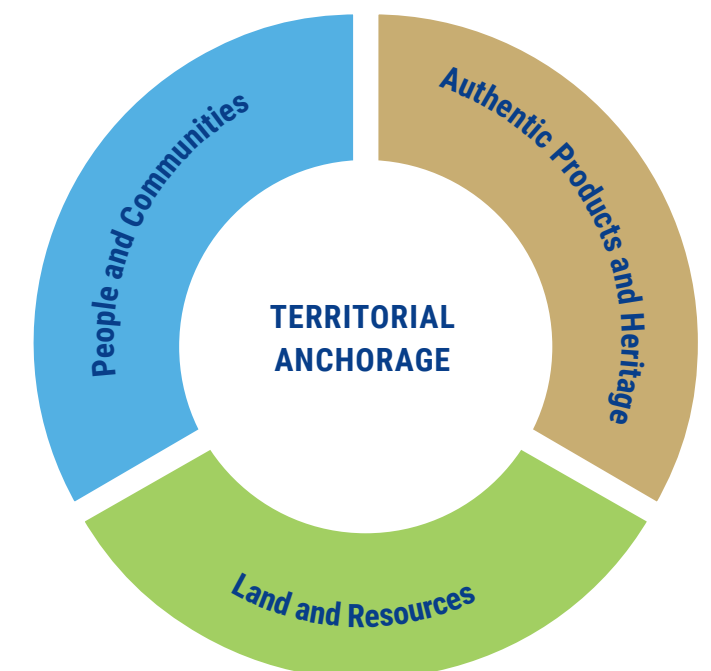 People and Communities
Authentic Products and Heritage
TERRITORIAL
ANCHORAGE
Land and Resources